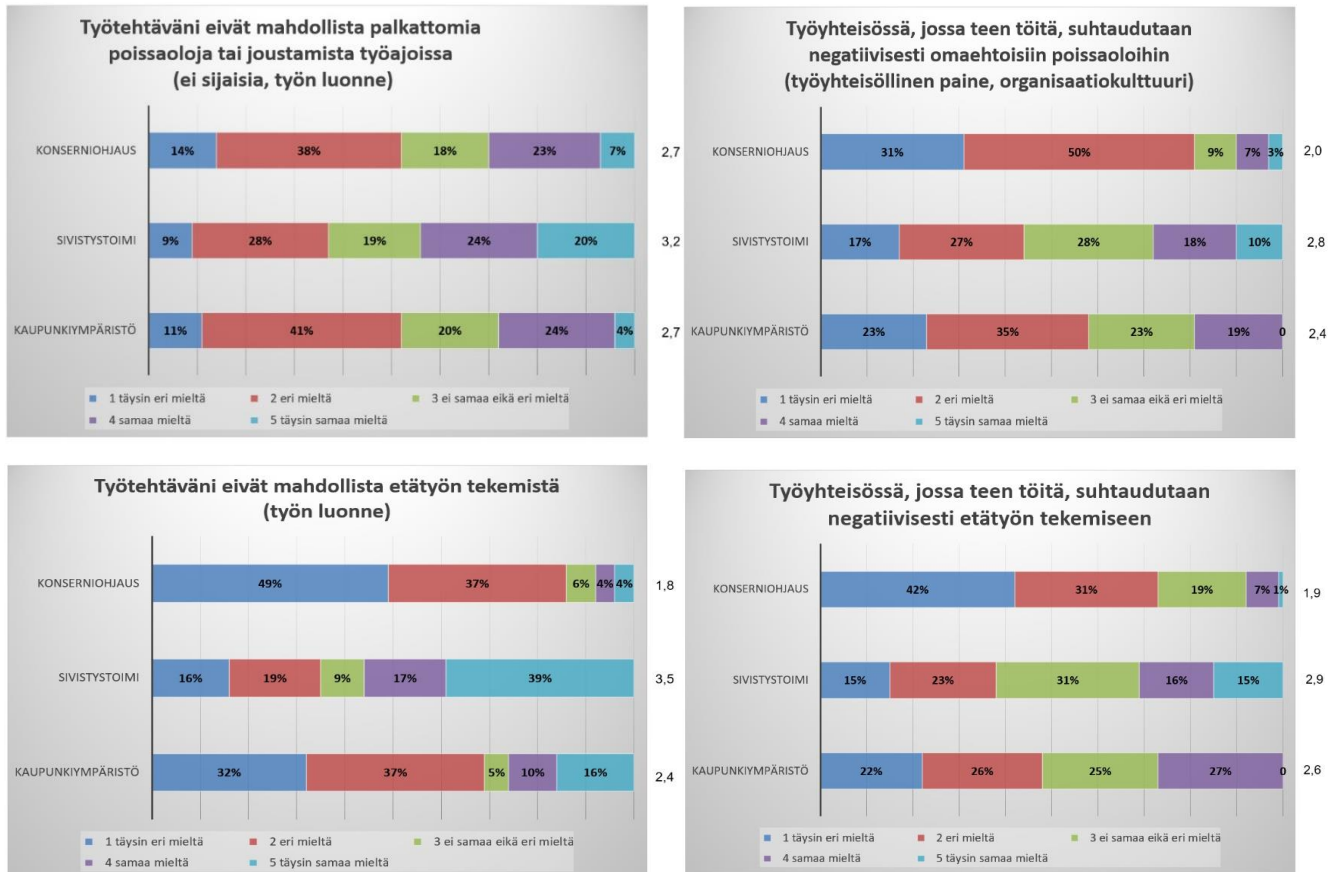 Työtehtäväni eivät mahdollista palkattomia
poissaoloja tai joustamista työajoissa
(ei sijaisia, työn luonne)
KONSERNIOHJAUS 14% 38% 18% 23% 7% 2,7
SIVISTYSTOIMI 9% 28% 19% 24% 20% 3,2
KAUPUNKIYMPÄRISTÖ 11% 41% 20% 24% 4% 2,7
1 täysin eri mieltä 2 eri mieltä 3 ei samaa eikä eri mieltä
4 samaa mieltä 5 täysin samaa mieltä
Työyhteisössä, jossa teen töitä, suhtaudutaan
negatiivisesti omaehtoisiin poissaoloihin
(työyhteisöllinen paine, organisaatiokulttuuri)
KONSERNIOHJAUS 31% 50% 9% 7% 3% 2,0
SIVISTYSTOIMI 17% 27% 28% 18% 10% 2,8
KAUPUNKIYMPÄRISTÖ 23% 35% 23% 19% 0 2,4
1 täysin eri mieltä 2 eri mieltä 3 ei samaa eikä eri mieltä
4 samaa mieltä 5 täysin samaa mieltä
Työtehtäväni eivät mahdollista etätyön tekemistä
(työn luonne)
KONSERNIOHJAUS 49% 37% 6% 4% 4% 1,8
SIVISTYSTOIMI 16% 19% 9% 17% 39% 3,5
KAUPUNKIYMPÄRISTÖ 32% 37% 5% 10% 16% 2,4
1 täysin eri mieltä 2 eri mieltä 3 ei samaa eikä eri mieltä
4 samaa mieltä 5 täysin samaa mieltä
Työyhteisössä, jossa teen töitä, suhtaudutaan
negatiivisesti etätyön tekemiseen
KONSERNIOHJAUS 42% 31% 19% 7% 1% 1,9
SIVISTYSTOIMI 15% 23% 31% 16% 15% 2,9
KAUPUNKIYMPÄRISTÖ 22% 26% 25% 27% 0 2,6
1 täysin eri mieltä 2 eri mieltä 3 ei samaa eikä eri mieltä
4 samaa mieltä 5 täysin samaa mieltä